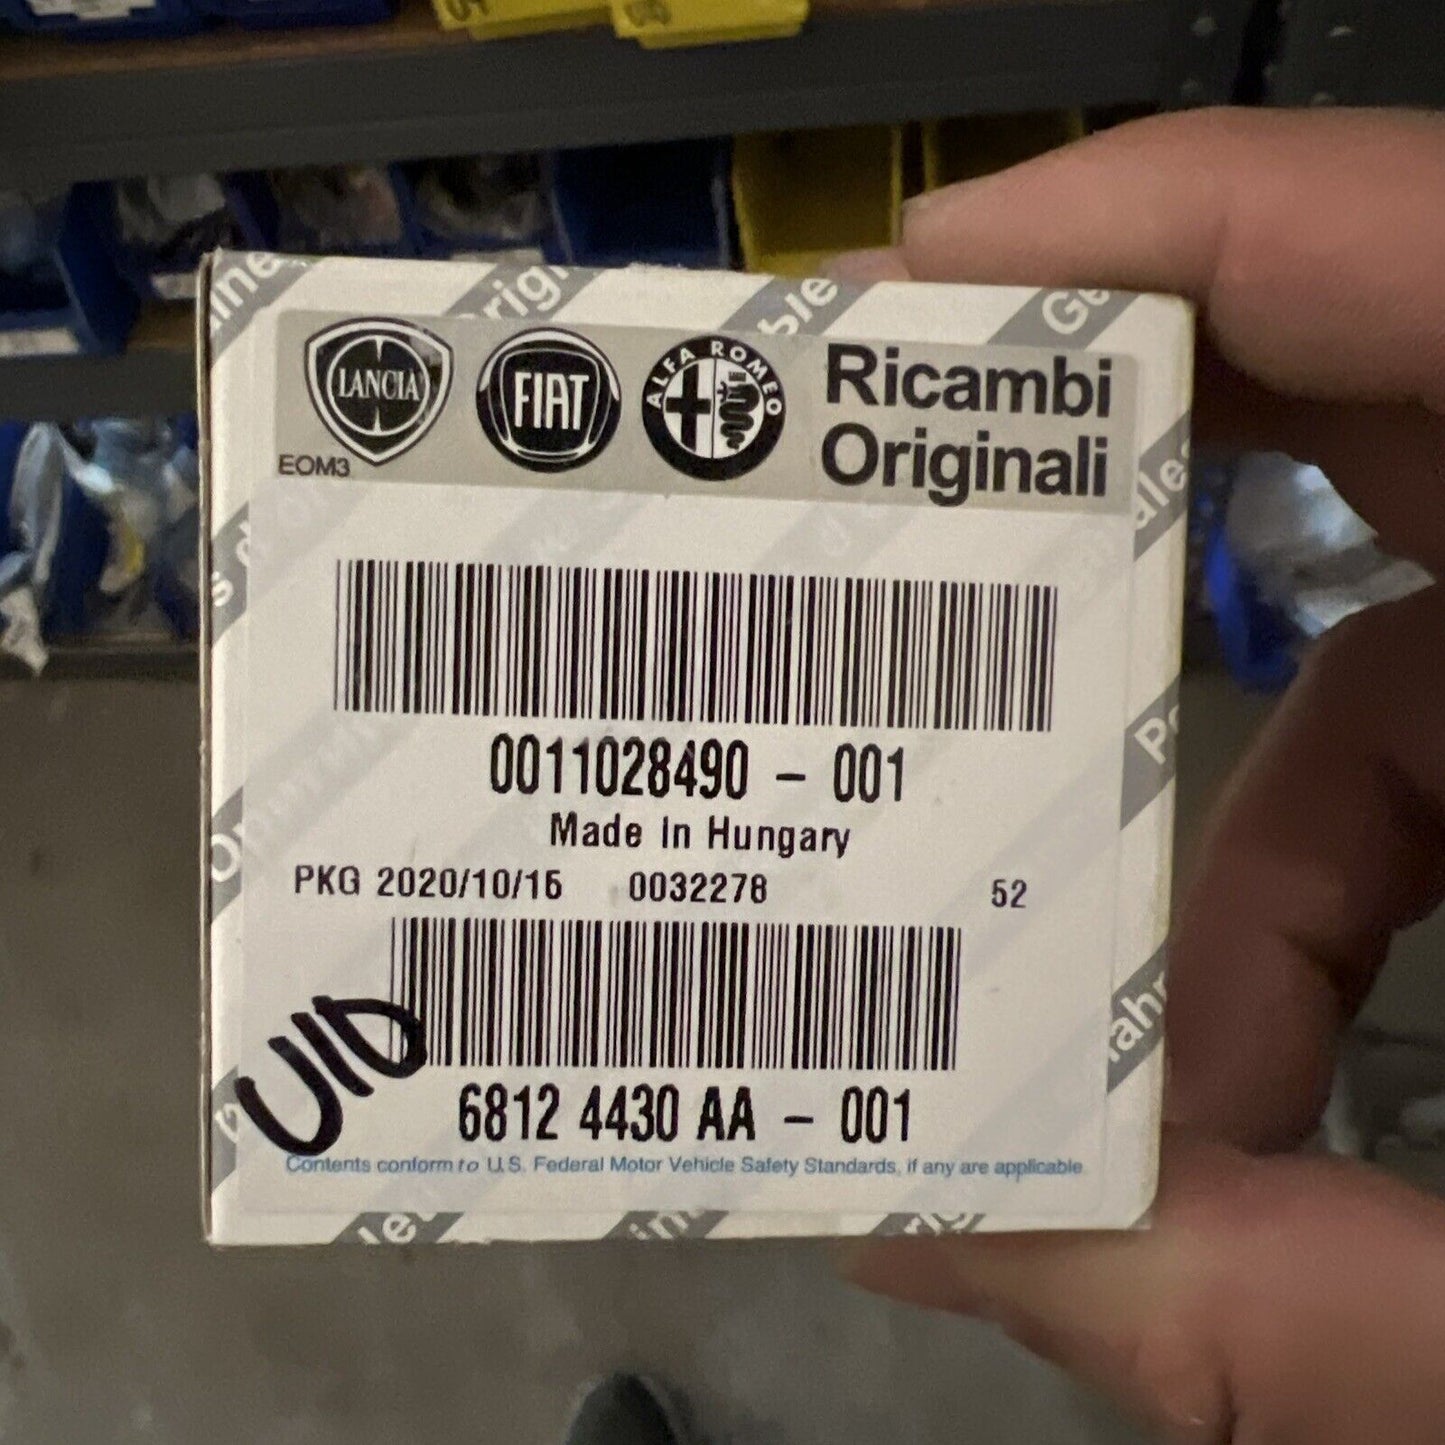 LANCIA
FIAT
ALFA ROMEO
Ricambi
Originali
EOM3
0011028490 - 001
Made In Hungary
PKG 2020/10/16 0032278 52
UID
6812 4430 AA - 001
Contents conform to U.S. Federal Motor Vehicle Safety Standards, if any are applicable